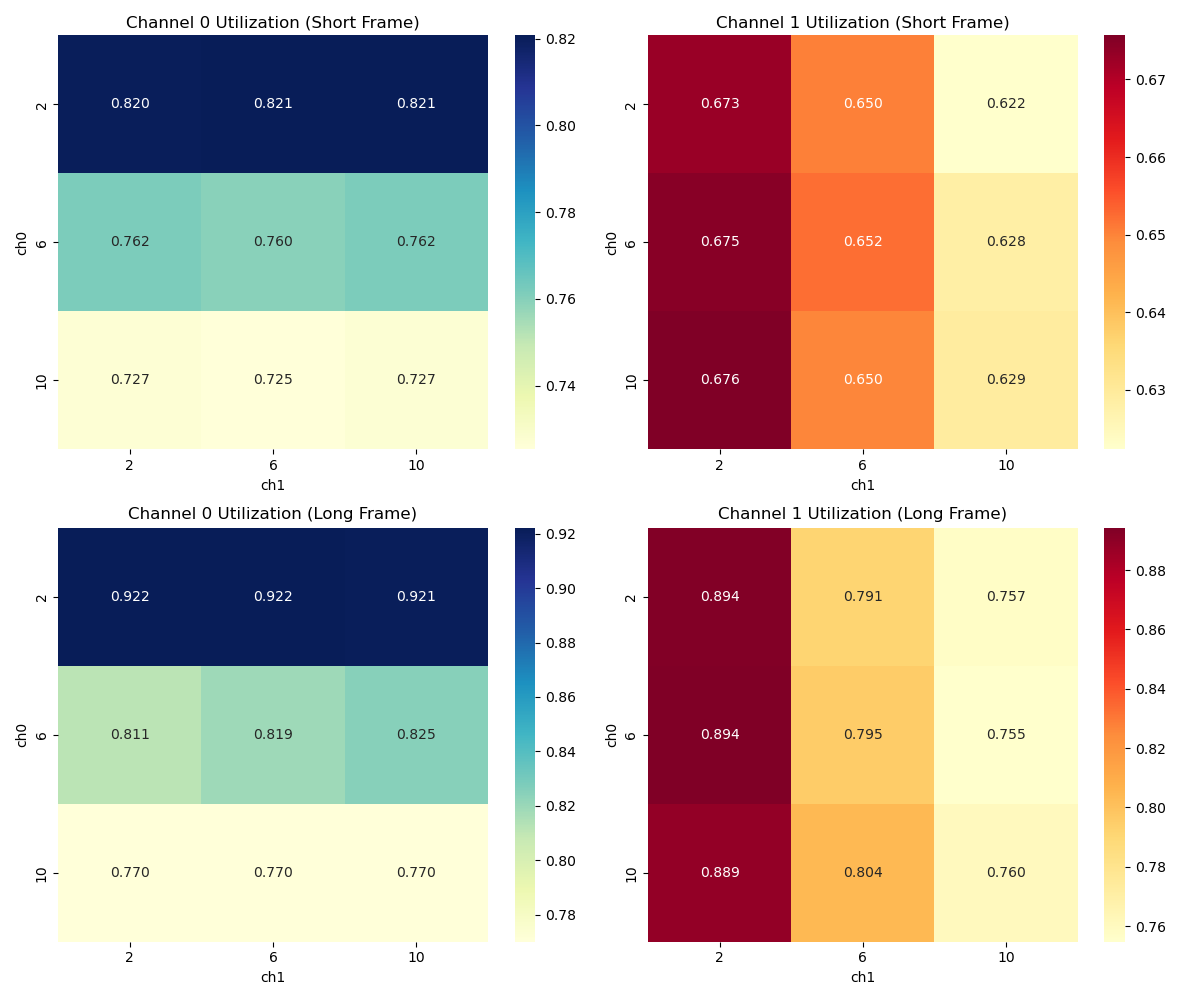 Channel 0 Utilization (Short Frame)
2
0.820 0.821 0.821
6
0.762 0.760 0.762
10
0.727 0.725 0.727
ch0
2 6 10
ch1
0.82
0.80
0.78
0.76
0.74
Channel 1 Utilization (Short Frame)
2
0.673 0.650 0.622
6
0.675 0.652 0.628
10
0.676 0.650 0.629
ch0
2 6 10
ch1
0.67
0.66
0.65
0.64
0.63
Channel 0 Utilization (Long Frame)
2
0.922 0.922 0.921
6
0.811 0.819 0.825
10
0.770 0.770 0.770
ch0
2 6 10
ch1
0.92
0.90
0.88
0.86
0.84
0.82
0.80
0.78
Channel 1 Utilization (Long Frame)
2
0.894 0.791 0.757
6
0.894 0.795 0.755
10
0.889 0.804 0.760
ch0
2 6 10
ch1
0.88
0.86
0.84
0.82
0.80
0.78
0.76